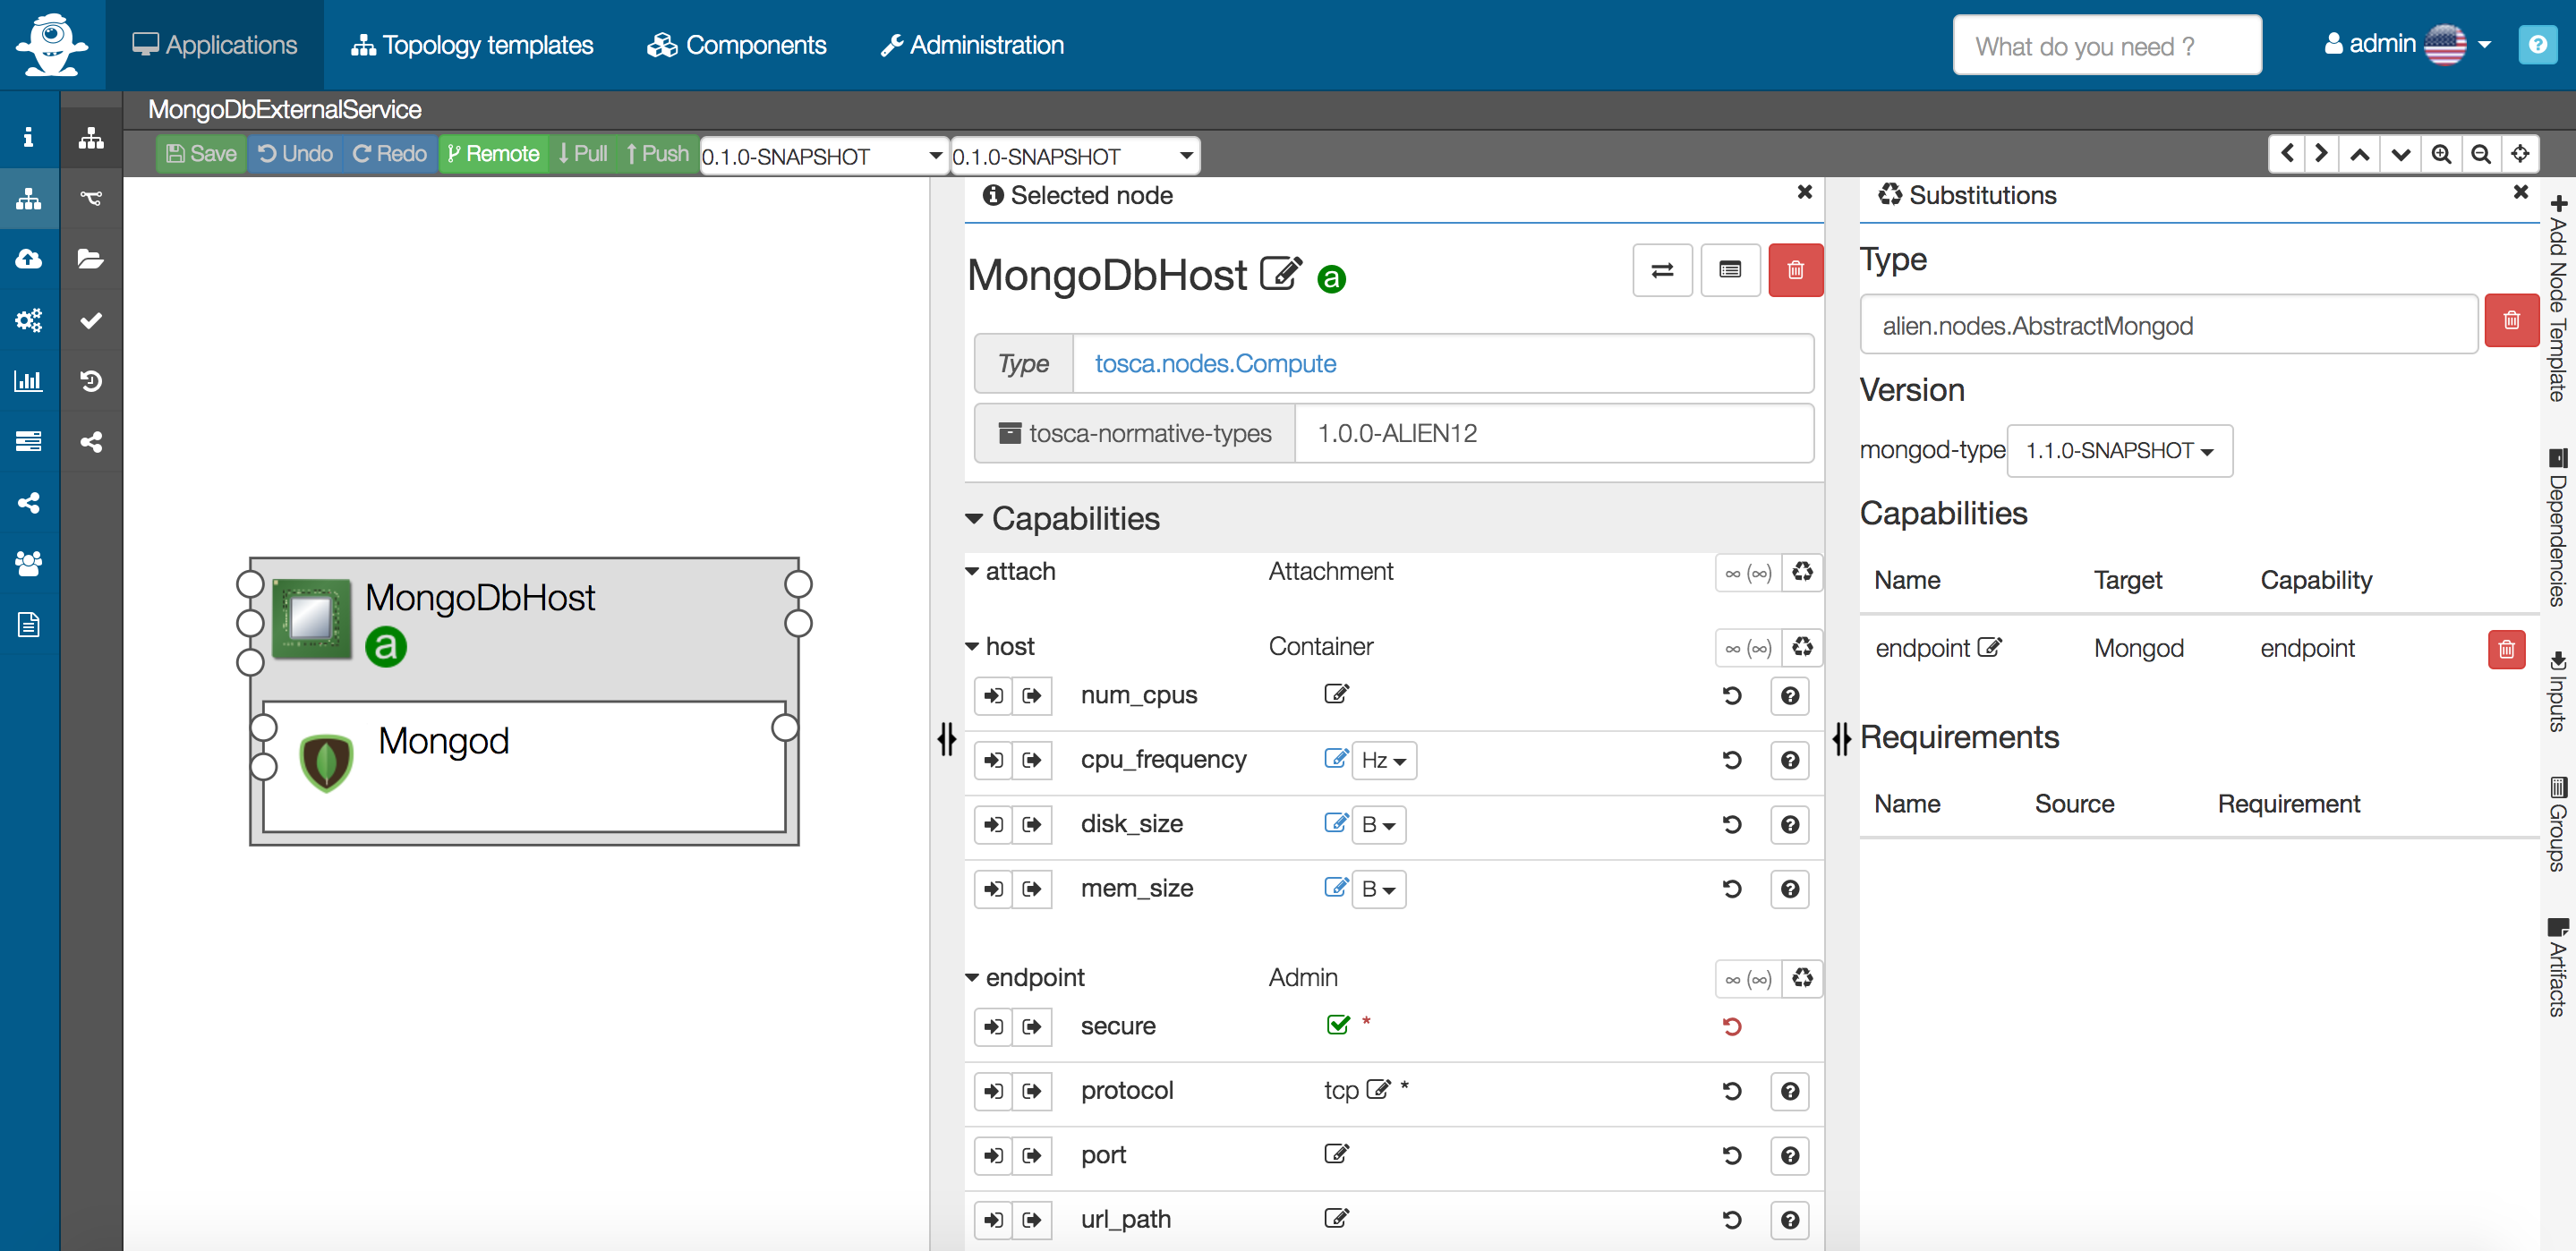 Applications
Topology templates
Components
Administration
What do you need ?
admin
MongoDbExternalService
Save
Undo
Redo
Remote
Pull
Push
0.1.0-SNAPSHOT
0.1.0-SNAPSHOT
MongoDbHost
a
Mongod
Selected node
MongoDbHost
a
Type
tosca.nodes.Compute
tosca-normative-types
1.0.0-ALIEN12
Capabilities
attach Attachment ∞ (∞)
host Container ∞ (∞)
num_cpus
cpu_frequency Hz
disk_size B
mem_size B
endpoint Admin ∞ (∞)
secure *
protocol tcp *
port
url_path
Substitutions
Type
alien.nodes.AbstractMongod
Version
mongod-type 1.1.0-SNAPSHOT
Capabilities
Name Target Capability
endpoint Mongod endpoint
Requirements
Name Source Requirement
Add Node Template
Dependencies
Inputs
Groups
Artifacts